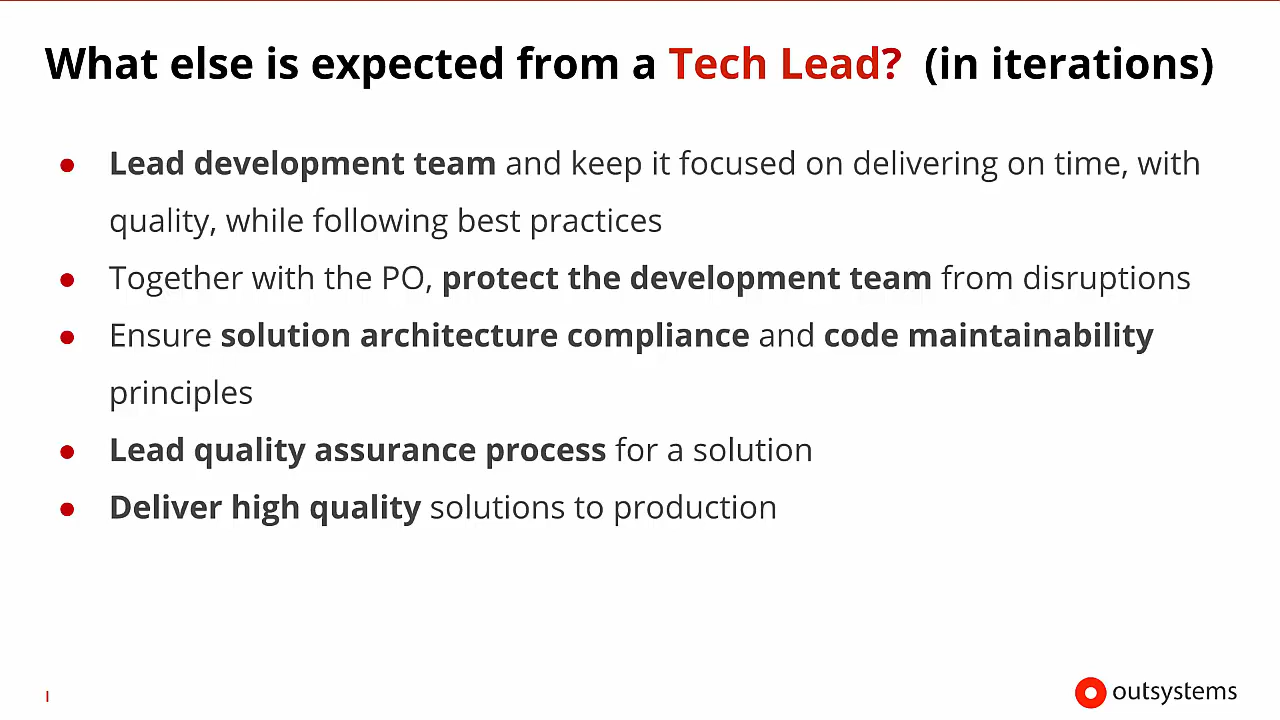 What else is expected from a Tech Lead? (in iterations)
● Lead development team and keep it focused on delivering on time, with
quality, while following best practices
● Together with the PO, protect the development team from disruptions
● Ensure solution architecture compliance and code maintainability
principles
● Lead quality assurance process for a solution
● Deliver high quality solutions to production
I
outsystems